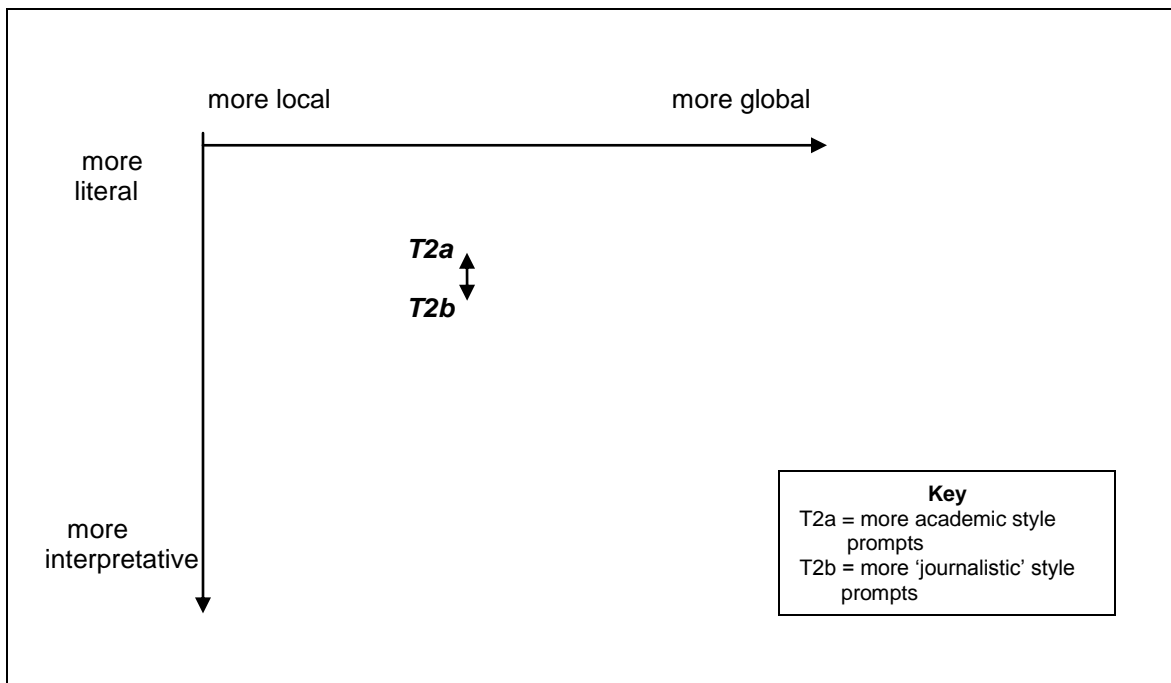 more local
more global
more
literal
T2a
T2b
more
interpretative
Key
T2a = more academic style
prompts
T2b = more ‘journalistic’ style
prompts